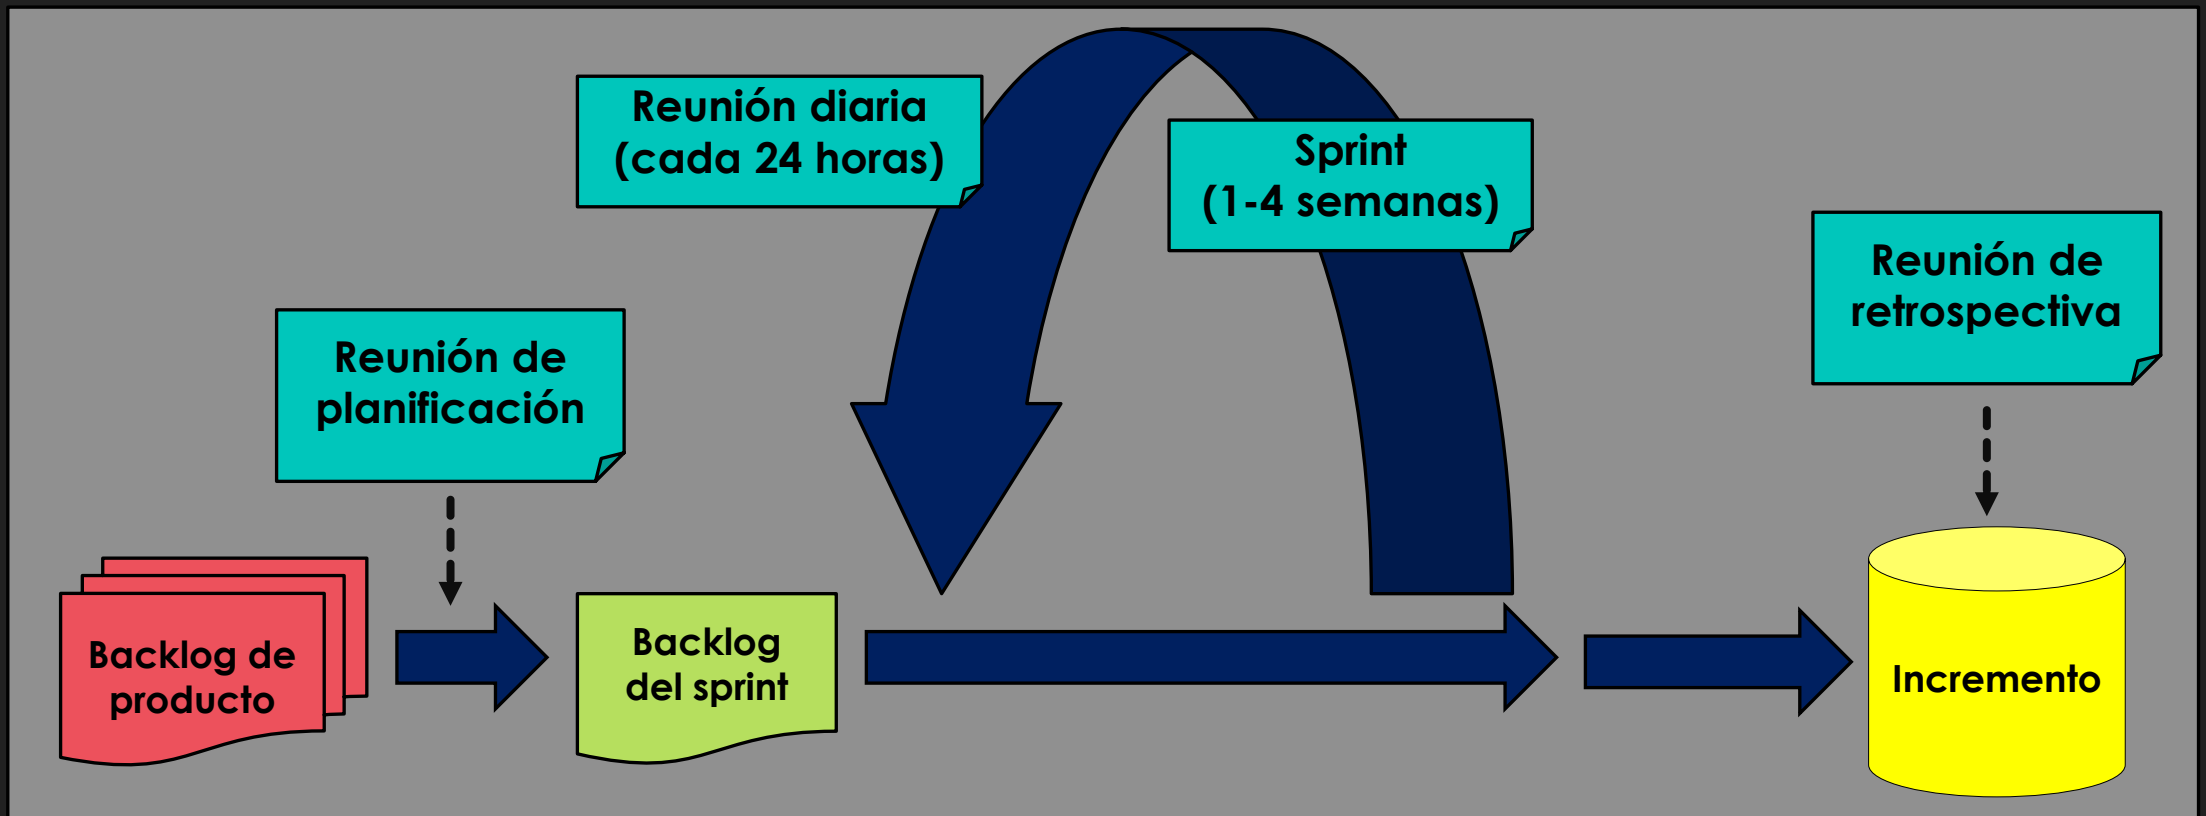 Reunión diaria
(cada 24 horas)
Sprint
(1-4 semanas)
Reunión de
retrospectiva
Reunión de
planificación
Backlog de
producto
Backlog
del sprint
Incremento